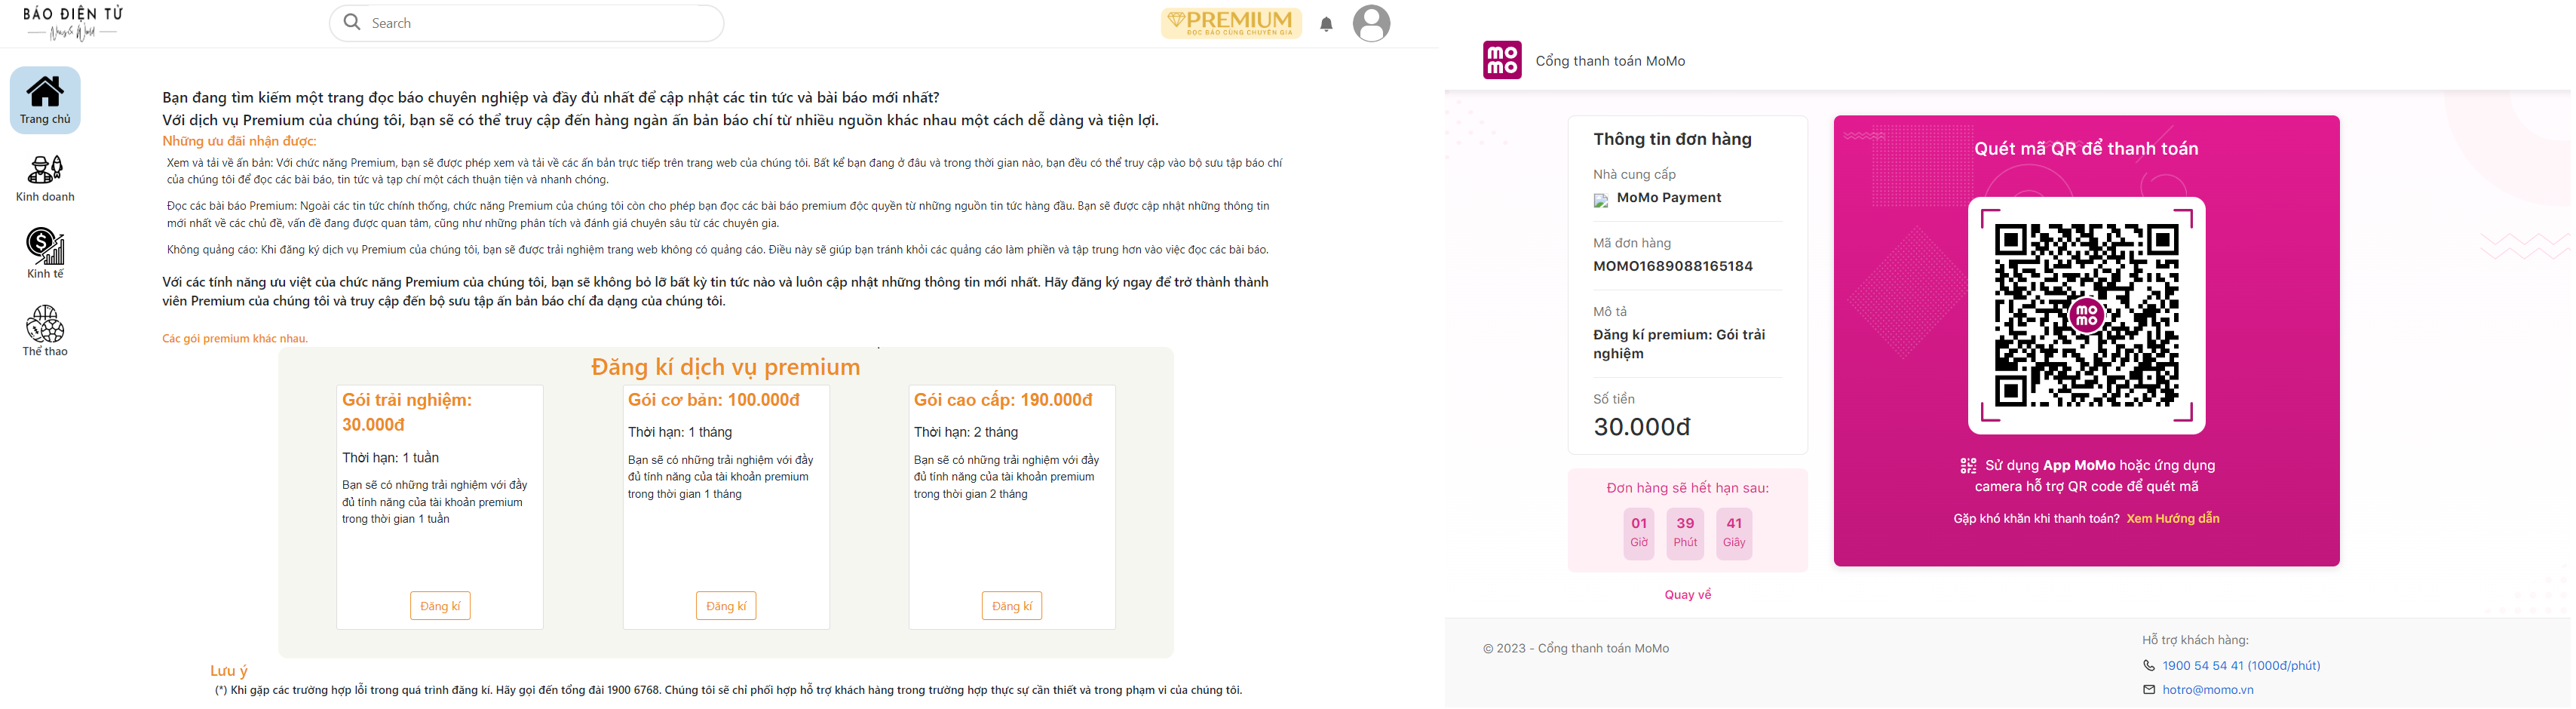 BÁO ĐIỆN TỬ
News & World
Search
PREMIUM
ĐỌC BÁO CÙNG CHUYÊN GIA
Trang chủ
Kinh doanh
Kinh tế
Thể thao
Bạn đang tìm kiếm một trang đọc báo chuyên nghiệp và đầy đủ nhất để cập nhật các tin tức và bài báo mới nhất?
Với dịch vụ Premium của chúng tôi, bạn sẽ có thể truy cập đến hàng ngàn ấn bản báo chí từ nhiều nguồn khác nhau một cách dễ dàng và tiện lợi.
Những ưu đãi nhận được:
Xem và tải về ấn bản: Với chức năng Premium, bạn sẽ được phép xem và tải về các ấn bản trực tiếp trên trang web của chúng tôi. Bất kể bạn đang ở đâu và trong thời gian nào, bạn đều có thể truy cập vào bộ sưu tập báo chí
của chúng tôi để đọc các bài báo, tin tức và tạp chí một cách thuận tiện và nhanh chóng.
Đọc các bài báo Premium: Ngoài các tin tức chính thống, chức năng Premium của chúng tôi còn cho phép bạn đọc các bài báo premium độc quyền từ những nguồn tin tức hàng đầu. Bạn sẽ được cập nhật những thông tin
mới nhất về các chủ đề, vấn đề đang được quan tâm, cũng như những phân tích và đánh giá chuyên sâu từ các chuyên gia.
Không quảng cáo: Khi đăng ký dịch vụ Premium của chúng tôi, bạn sẽ được trải nghiệm trang web không có quảng cáo. Điều này sẽ giúp bạn tránh khỏi các quảng cáo làm phiền và tập trung hơn vào việc đọc các bài báo.
Với các tính năng ưu việt của chức năng Premium của chúng tôi, bạn sẽ không bỏ lỡ bất kỳ tin tức nào và luôn cập nhật những thông tin mới nhất. Hãy đăng ký ngay để trở thành thành
viên Premium của chúng tôi và truy cập đến bộ sưu tập ấn bản báo chí đa dạng của chúng tôi.
Các gói premium khác nhau.
Đăng kí dịch vụ premium
Gói trải nghiệm:
30.000đ
Thời hạn: 1 tuần
Bạn sẽ có những trải nghiệm với đầy
đủ tính năng của tài khoản premium
trong thời gian 1 tuần
Đăng kí
Gói cơ bản: 100.000đ
Thời hạn: 1 tháng
Bạn sẽ có những trải nghiệm với đầy
đủ tính năng của tài khoản premium
trong thời gian 1 tháng
Đăng kí
Gói cao cấp: 190.000đ
Thời hạn: 2 tháng
Bạn sẽ có những trải nghiệm với đầy
đủ tính năng của tài khoản premium
trong thời gian 2 tháng
Đăng kí
Lưu ý
(*) Khi gặp các trường hợp lỗi trong quá trình đăng kí. Hãy gọi đến tổng đài 1900 6768. Chúng tôi sẽ chỉ phối hợp hỗ trợ khách hàng trong trường hợp thực sự cần thiết và trong phạm vi của chúng tôi.
mo
mo
Cổng thanh toán MoMo
Thông tin đơn hàng
Nhà cung cấp
MoMo Payment
Mã đơn hàng
MOMO1689088165184
Mô tả
Đăng kí premium: Gói trải
nghiệm
Số tiền
30.000đ
Đơn hàng sẽ hết hạn sau:
01 39 41
Giờ Phút Giây
Quay về
Quét mã QR để thanh toán
mo
mo
Sử dụng App MoMo hoặc ứng dụng
camera hỗ trợ QR code để quét mã
Gặp khó khăn khi thanh toán? Xem Hướng dẫn
© 2023 - Cổng thanh toán MoMo
Hỗ trợ khách hàng:
1900 54 54 41 (1000đ/phút)
hotro@momo.vn